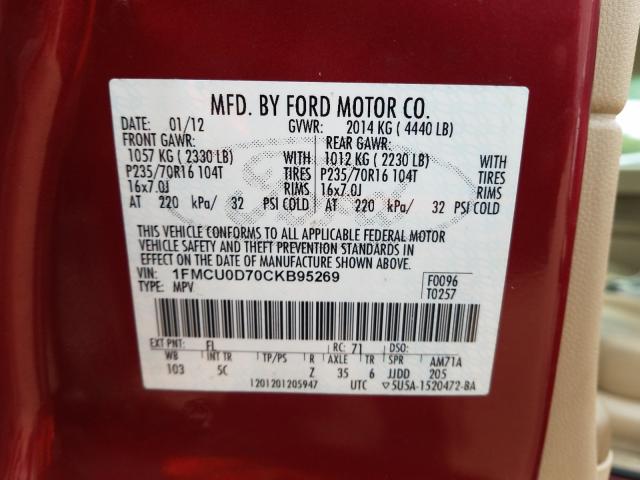 MFD. BY FORD MOTOR CO.
DATE: 01/12 GVWR: 2014 KG ( 4440 LB)
FRONT GAWR: REAR GAWR:
1057 KG ( 2330 LB) WITH 1012 KG ( 2230 LB) WITH
P235/70R16 104T TIRES P235/70R16 104T TIRES
16x7.0J RIMS 16x7.0J RIMS
AT 220 kPa/ 32 PSI COLD AT 220 kPa/ 32 PSI COLD
Ford
THIS VEHICLE CONFORMS TO ALL APPLICABLE FEDERAL MOTOR
VEHICLE SAFETY AND THEFT PREVENTION STANDARDS IN
EFFECT ON THE DATE OF MANUFACTURE SHOWN ABOVE.
VIN: 1FMCU0D70CKB95269
TYPE: MPV
F0096
T0257
EXT PNT: FL RC: 71 DSO:
WB INT TR TP/PS R AXLE TR SPR AM71A
103 5C Z 35 6 JJDD 205
1201201205947 UTC ▽5U5A-1520472-BA